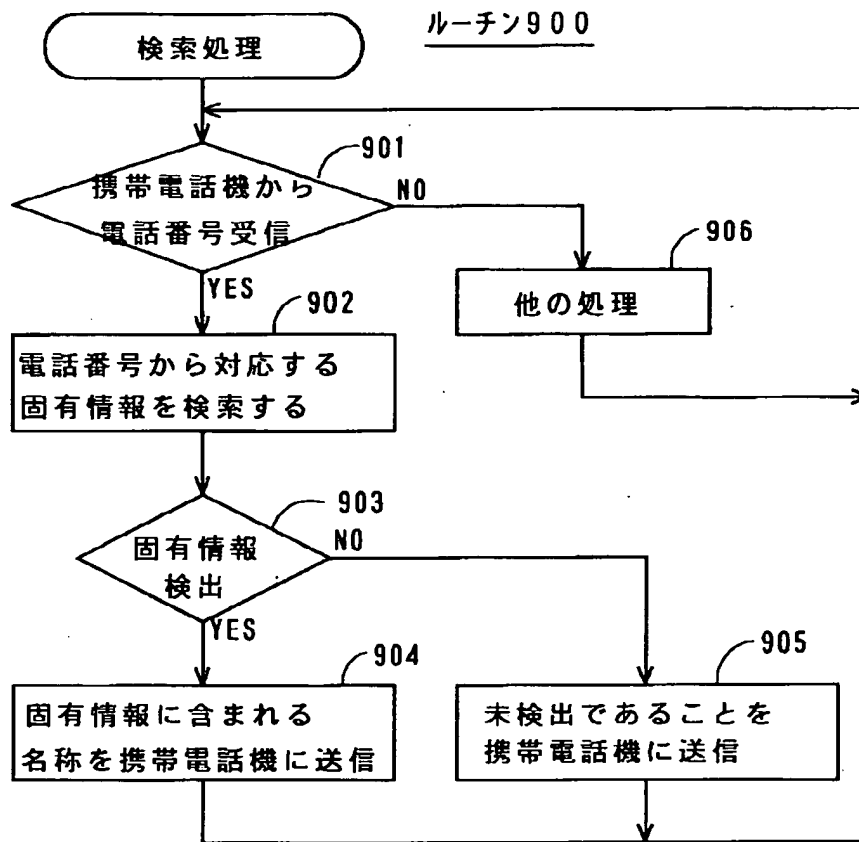 ルーチン900
検索処理
901
携帯電話機から
電話番号受信
NO
YES
906
他の処理
902
電話番号から対応する
固有情報を検索する
903
固有情報
検出
NO
YES
904
固有情報に含まれる
名称を携帯電話機に送信
905
未検出であることを
携帯電話機に送信